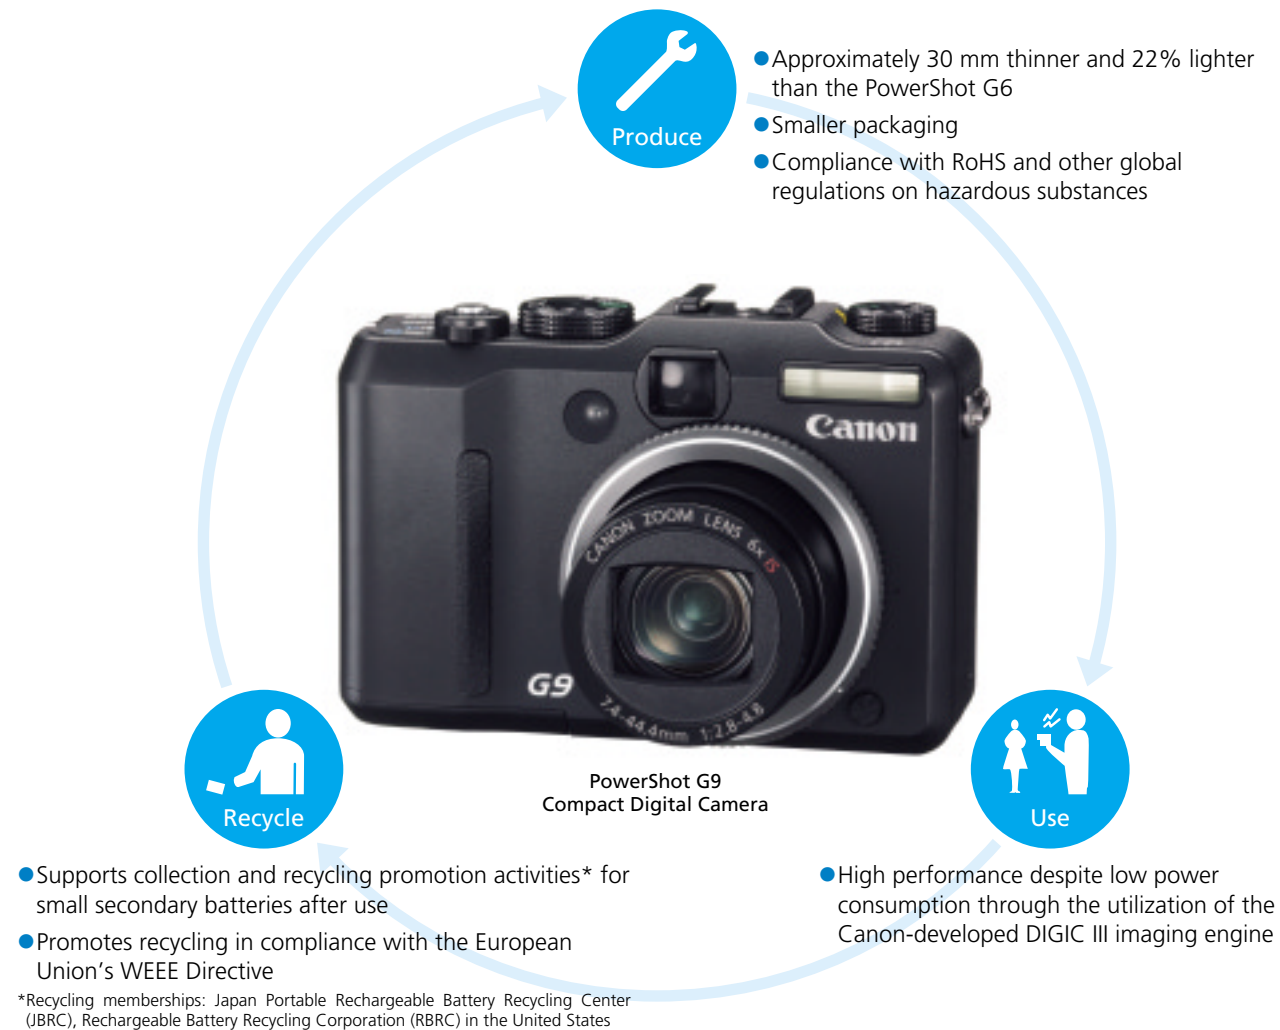 Produce
●Approximately 30 mm thinner and 22% lighter
than the PowerShot G6
●Smaller packaging
●Compliance with RoHS and other global
regulations on hazardous substances
Canon
CANON ZOOM LENS 6x IS
7.4-44.4mm 1:2.8-4.8
G9
PowerShot G9
Compact Digital Camera
Recycle
●Supports collection and recycling promotion activities* for
small secondary batteries after use
●Promotes recycling in compliance with the European
Union's WEEE Directive
*Recycling memberships: Japan Portable Rechargeable Battery Recycling Center
(JBRC), Rechargeable Battery Recycling Corporation (RBRC) in the United States
Use
●High performance despite low power
consumption through the utilization of the
Canon-developed DIGIC III imaging engine